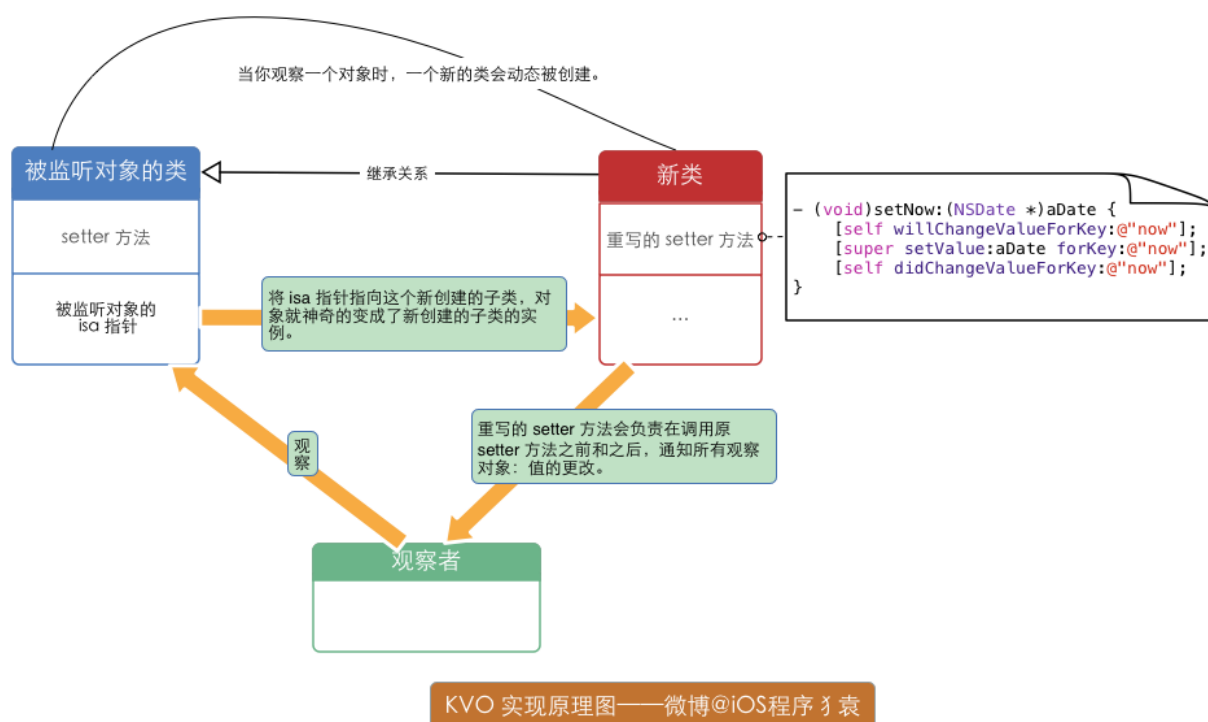 当你观察一个对象时，一个新的类会动态被创建。
被监听对象的类
继承关系
新类
setter 方法
重写的 setter 方法
- (void)setNow:(NSDate *)aDate {
[self willChangeValueForKey:@"now"];
[super setValue:aDate forKey:@"now"];
[self didChangeValueForKey:@"now"];
}
被监听对象的
isa 指针
将 isa 指针指向这个新创建的子类，对
象就神奇的变成了新创建的子类的实
例。
...
观
察
重写的 setter 方法会负责在调用原
setter 方法之前和之后，通知所有观察
对象：值的更改。
观察者
KVO 实现原理图——微博@iOS程序犭袁